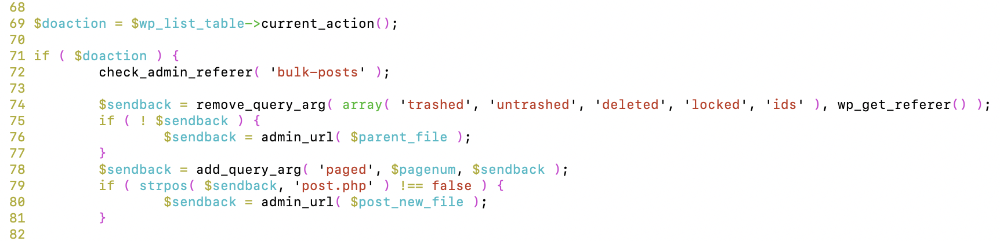 68
69 $doaction = $wp_list_table->current_action();
70
71 if ( $doaction ) {
72         check_admin_referer( 'bulk-posts' );
73
74         $sendback = remove_query_arg( array( 'trashed', 'untrashed', 'deleted', 'locked', 'ids' ), wp_get_referer() );
75         if ( ! $sendback ) {
76                 $sendback = admin_url( $parent_file );
77         }
78         $sendback = add_query_arg( 'paged', $pagenum, $sendback );
79         if ( strpos( $sendback, 'post.php' ) !== false ) {
80                 $sendback = admin_url( $post_new_file );
81         }
82